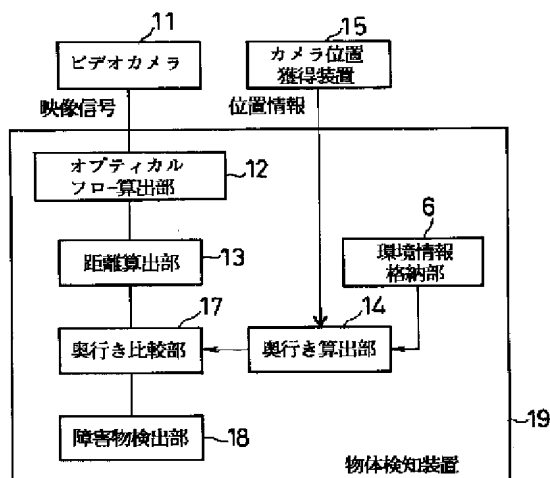 11
15
ビデオカメラ
カメラ位置
獲得装置
映像信号
位置情報
オプティカル
フロー算出部
12
6
距離算出部
13
環境情報
格納部
17
14
奥行き比較部
奥行き算出部
障害物検出部
18
19
物体検知装置